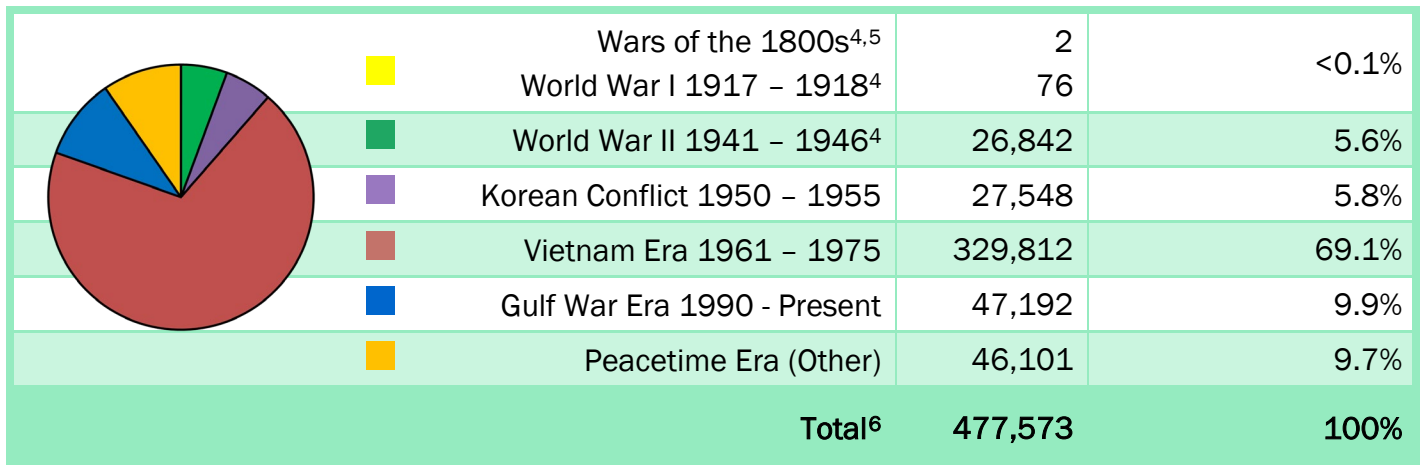 Wars of the 1800s⁴,⁵ 2
<0.1%
World War I 1917 – 1918⁴ 76
World War II 1941 – 1946⁴ 26,842 5.6%
Korean Conflict 1950 – 1955 27,548 5.8%
Vietnam Era 1961 – 1975 329,812 69.1%
Gulf War Era 1990 - Present 47,192 9.9%
Peacetime Era (Other) 46,101 9.7%
Total⁶ 477,573 100%